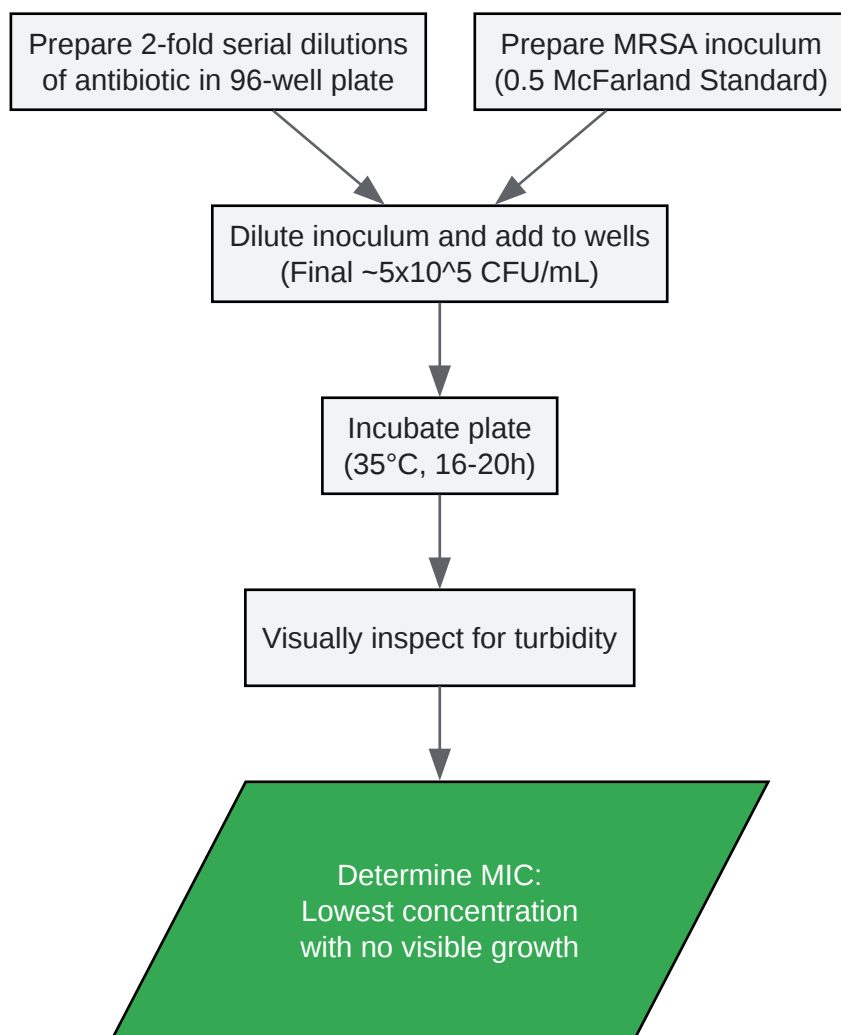 Prepare 2-fold serial dilutions
of antibiotic in 96-well plate
Prepare MRSA inoculum
(0.5 McFarland Standard)
Dilute inoculum and add to wells
(Final ~5x10^5 CFU/mL)
Incubate plate
(35°C, 16-20h)
Visually inspect for turbidity
Determine MIC:
Lowest concentration
with no visible growth